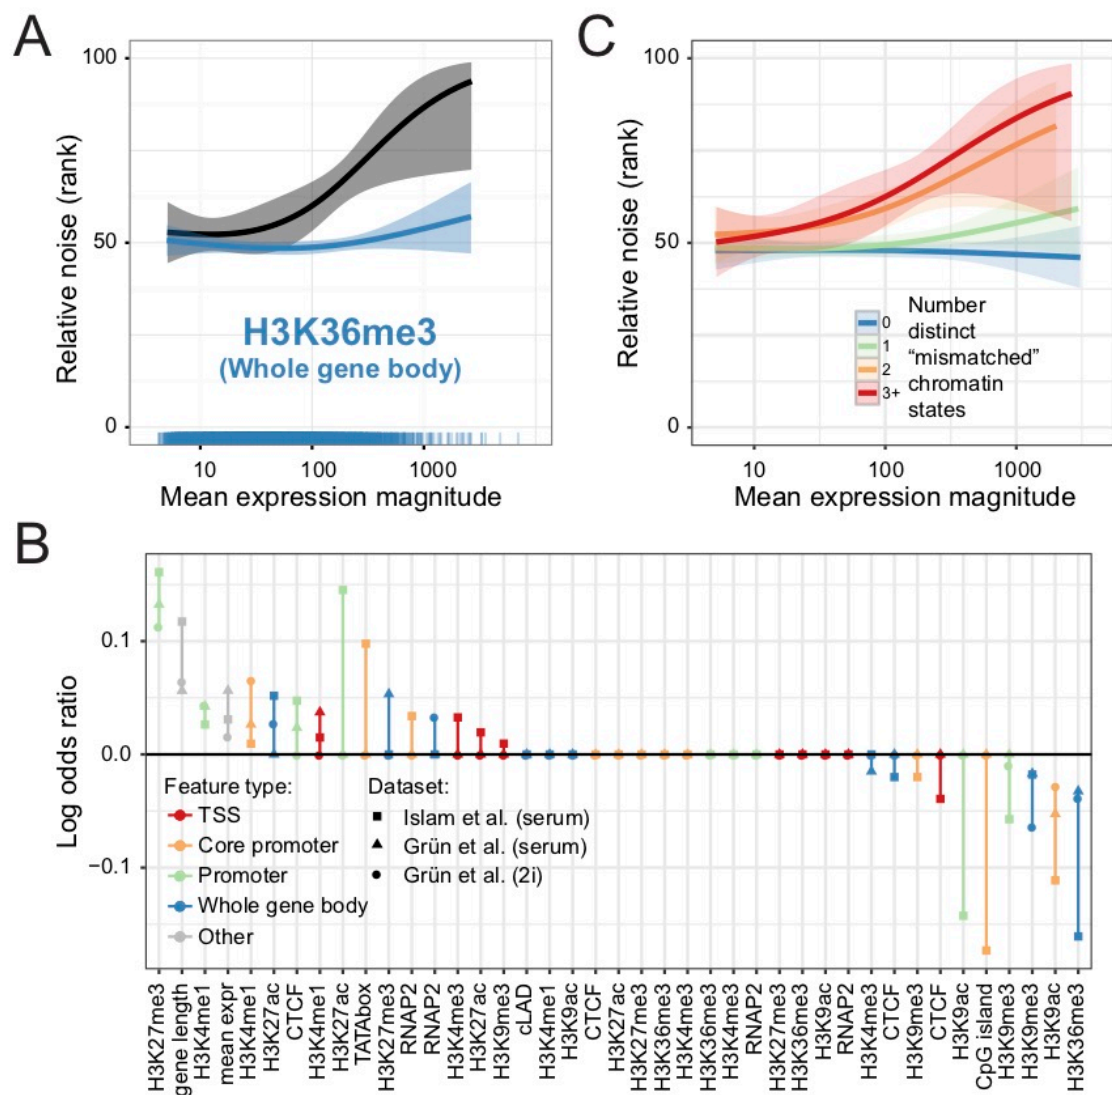 A
100
50
0
Relative noise (rank)
H3K36me3
(Whole gene body)
10 100 1000
Mean expression magnitude
C
100
50
0
Relative noise (rank)
0
1
2
3+
Number
distinct
“mismatched”
chromatin
states
10 100 1000
Mean expression magnitude
B
0.1
0.0
−0.1
Log odds ratio
Feature type:
TSS
Core promoter
Promoter
Whole gene body
Other
Dataset:
Islam et al. (serum)
Grün et al. (serum)
Grün et al. (2i)
H3K27me3
gene length
H3K4me1
mean expr
H3K4me1
H3K27ac
CTCF
H3K4me1
H3K27ac
TATAbox
H3K27me3
RNAP2
RNAP2
H3K4me3
H3K27ac
H3K9me3
cLAD
H3K4me1
H3K9ac
CTCF
H3K27ac
H3K27me3
H3K36me3
H3K4me3
H3K36me3
H3K4me3
RNAP2
H3K27me3
H3K36me3
H3K9ac
RNAP2
H3K4me3
CTCF
H3K9me3
CTCF
H3K9ac
CpG island
H3K9me3
H3K9me3
H3K9ac
H3K36me3